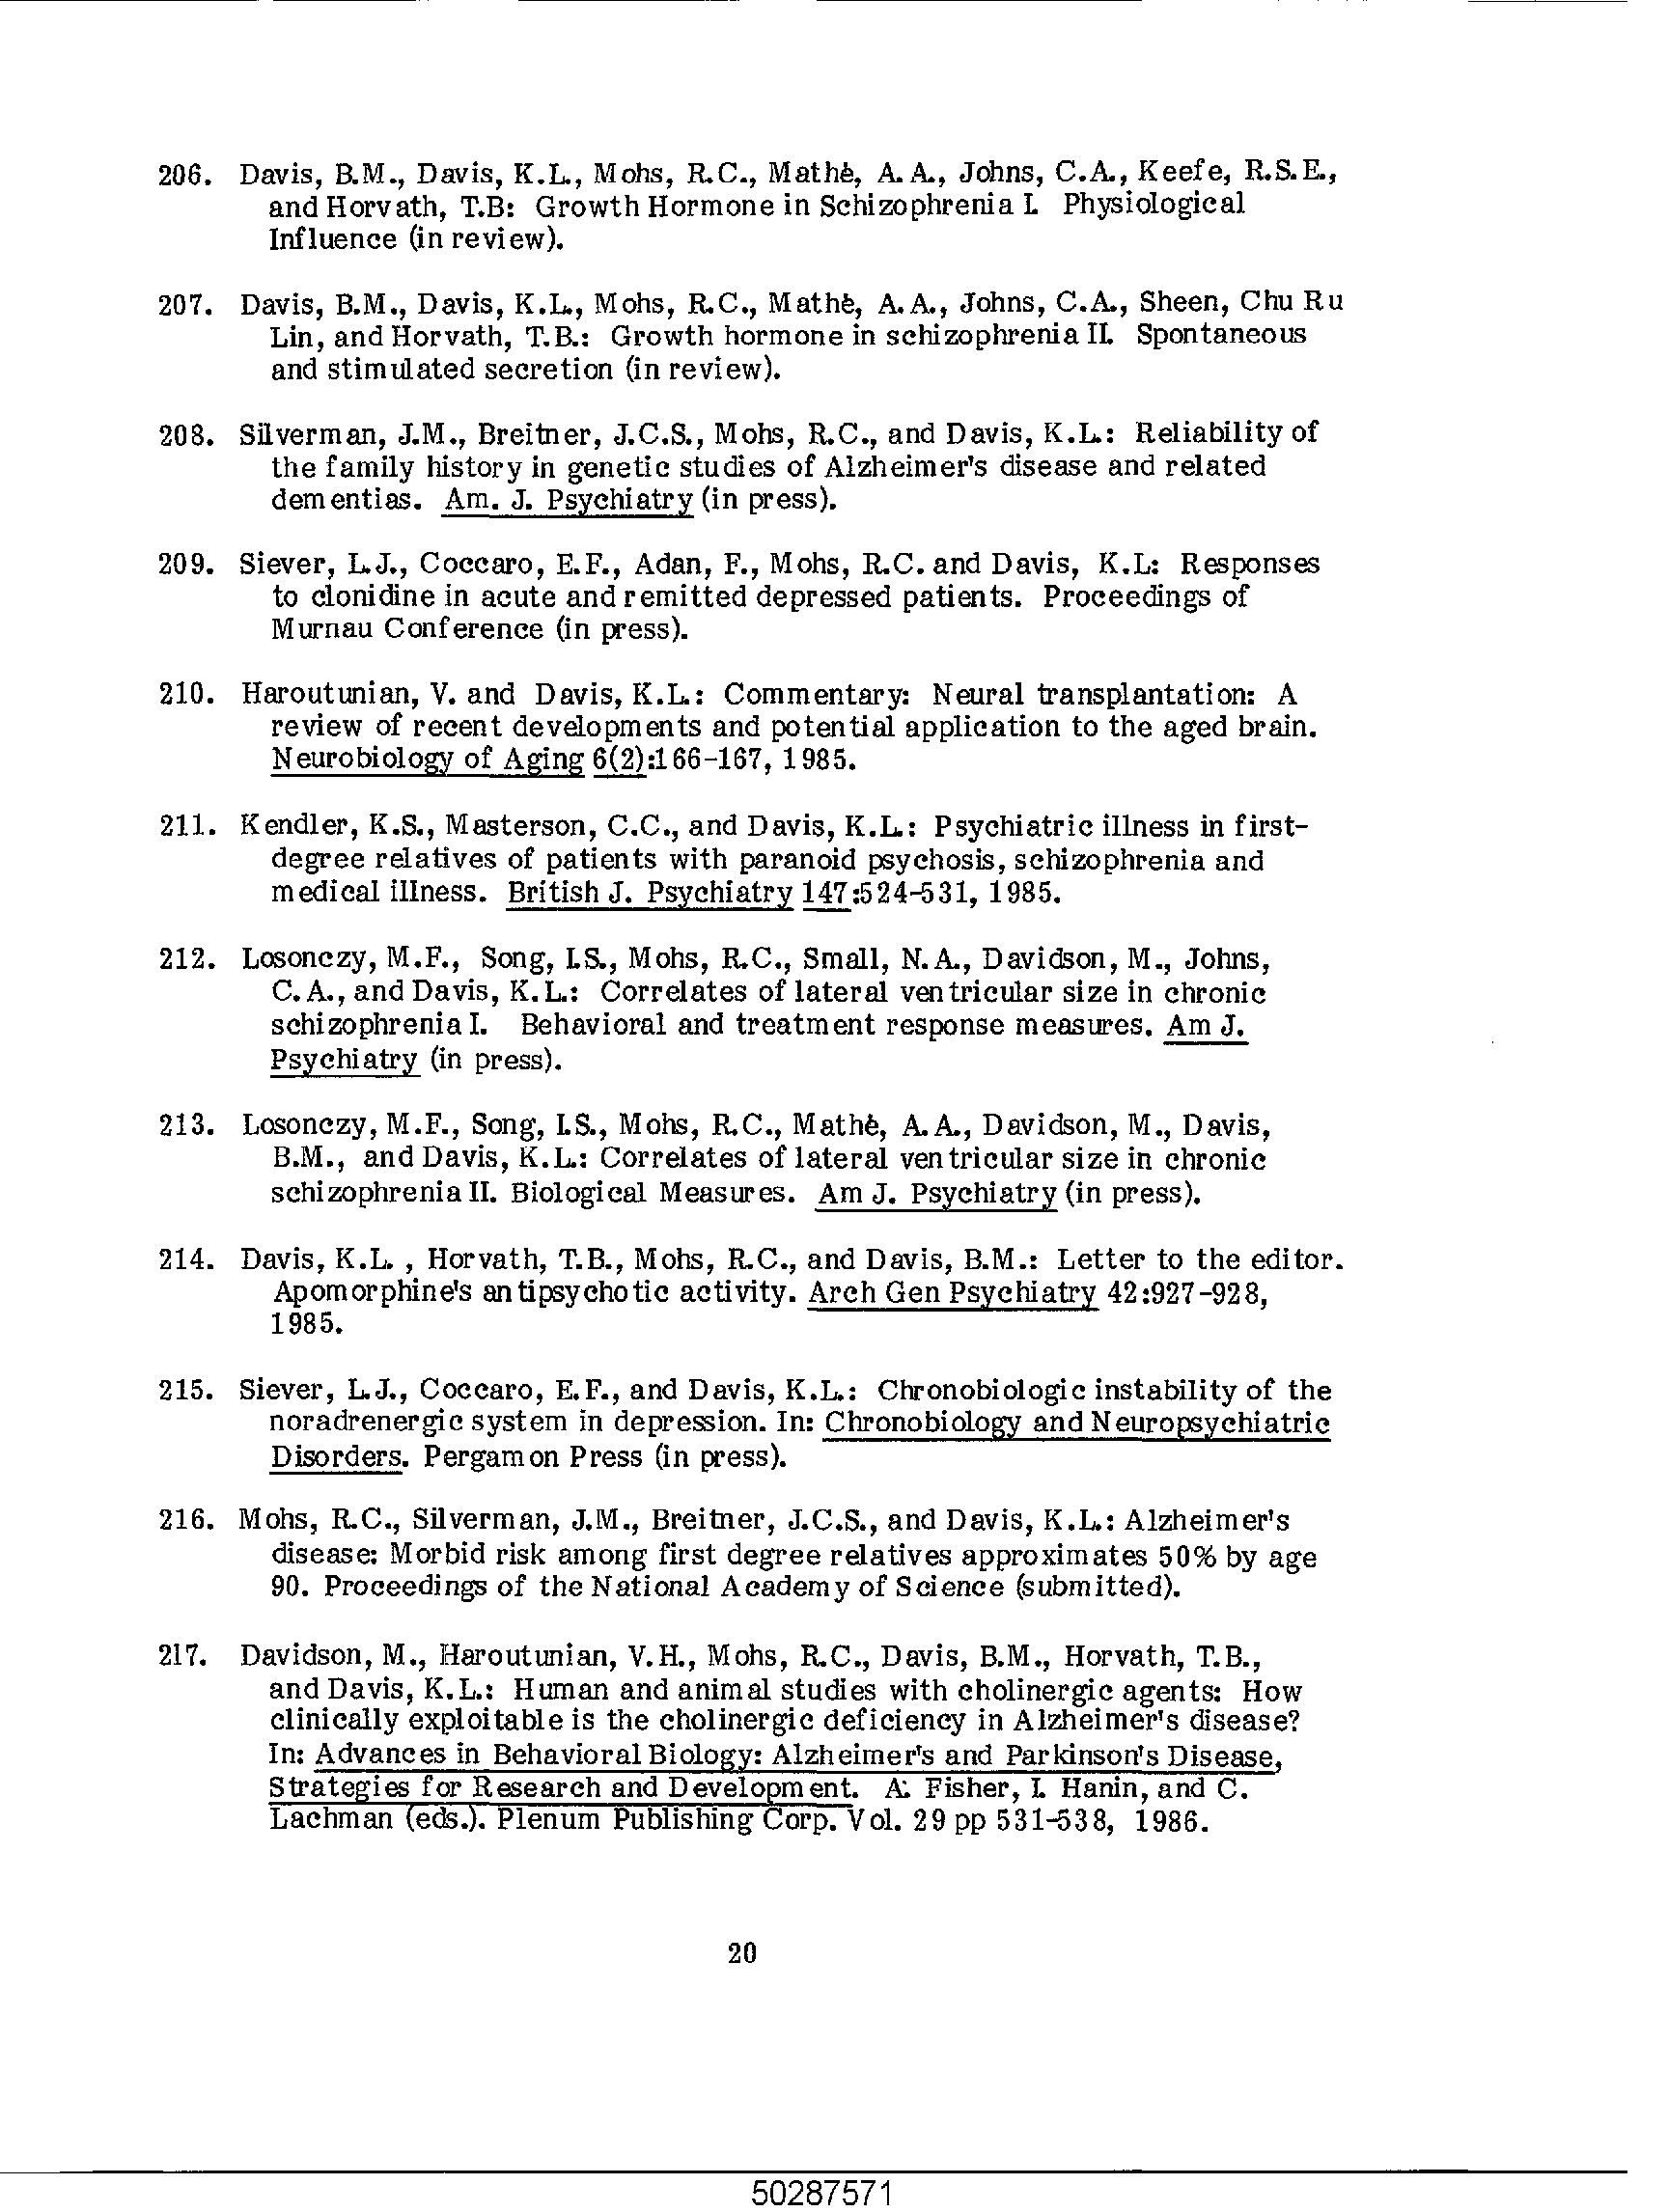 206. Davis, B.M., Davis, K.L., Mohs, R.C., Mathè, A.A., Johns, C.A., Keefe, R.S.E.,
and Horvath, T.B: Growth Hormone in Schizophrenia I. Physiological
Influence (in review).
207. Davis, B.M., Davis, K.L., Mohs, R.C., Mathè, A.A., Johns, C.A., Sheen, Chu Ru
Lin, and Horvath, T.B.: Growth hormone in schizophrenia II. Spontaneous
and stimulated secretion (in review).
208. Silverman, J.M., Breitner, J.C.S., Mohs, R.C., and Davis, K.L.: Reliability of
the family history in genetic studies of Alzheimer's disease and related
dementias. Am. J. Psychiatry (in press).
209. Siever, L.J., Coccaro, E.F., Adan, F., Mohs, R.C. and Davis, K.L: Responses
to clonidine in acute and remitted depressed patients. Proceedings of
Murnau Conference (in press).
210. Haroutunian, V. and Davis, K.L.: Commentary: Neural transplantation: A
review of recent developments and potential application to the aged brain.
Neurobiology of Aging 6(2):166-167, 1985.
211. Kendler, K.S., Masterson, C.C., and Davis, K.L.: Psychiatric illness in first-
degree relatives of patients with paranoid psychosis, schizophrenia and
medical illness. British J. Psychiatry 147:524-531, 1985.
212. Losonczy, M.F., Song, I.S., Mohs, R.C., Small, N.A., Davidson, M., Johns,
C.A., and Davis, K.L.: Correlates of lateral ventricular size in chronic
schizophrenia I. Behavioral and treatment response measures. Am J.
Psychiatry (in press).
213. Losonczy, M.F., Song, I.S., Mohs, R.C., Mathè, A.A., Davidson, M., Davis,
B.M., and Davis, K.L.: Correlates of lateral ventricular size in chronic
schizophrenia II. Biological Measures. Am J. Psychiatry (in press).
214. Davis, K.L. , Horvath, T.B., Mohs, R.C., and Davis, B.M.: Letter to the editor.
Apomorphine's antipsychotic activity. Arch Gen Psychiatry 42:927-928,
1985.
215. Siever, L.J., Coccaro, E.F., and Davis, K.L.: Chronobiologic instability of the
noradrenergic system in depression. In: Chronobiology and Neuropsychiatric
Disorders. Pergamon Press (in press).
216. Mohs, R.C., Silverman, J.M., Breitner, J.C.S., and Davis, K.L.: Alzheimer's
disease: Morbid risk among first degree relatives approximates 50% by age
90. Proceedings of the National Academy of Science (submitted).
217. Davidson, M., Haroutunian, V.H., Mohs, R.C., Davis, B.M., Horvath, T.B.,
and Davis, K.L.: Human and animal studies with cholinergic agents: How
clinically exploitable is the cholinergic deficiency in Alzheimer's disease?
In: Advances in Behavioral Biology: Alzheimer's and Parkinson's Disease,
Strategies for Research and Development. A. Fisher, I. Hanin, and C.
Lachman (eds.). Plenum Publishing Corp. Vol. 29 pp 531-538, 1986.
20
50287571